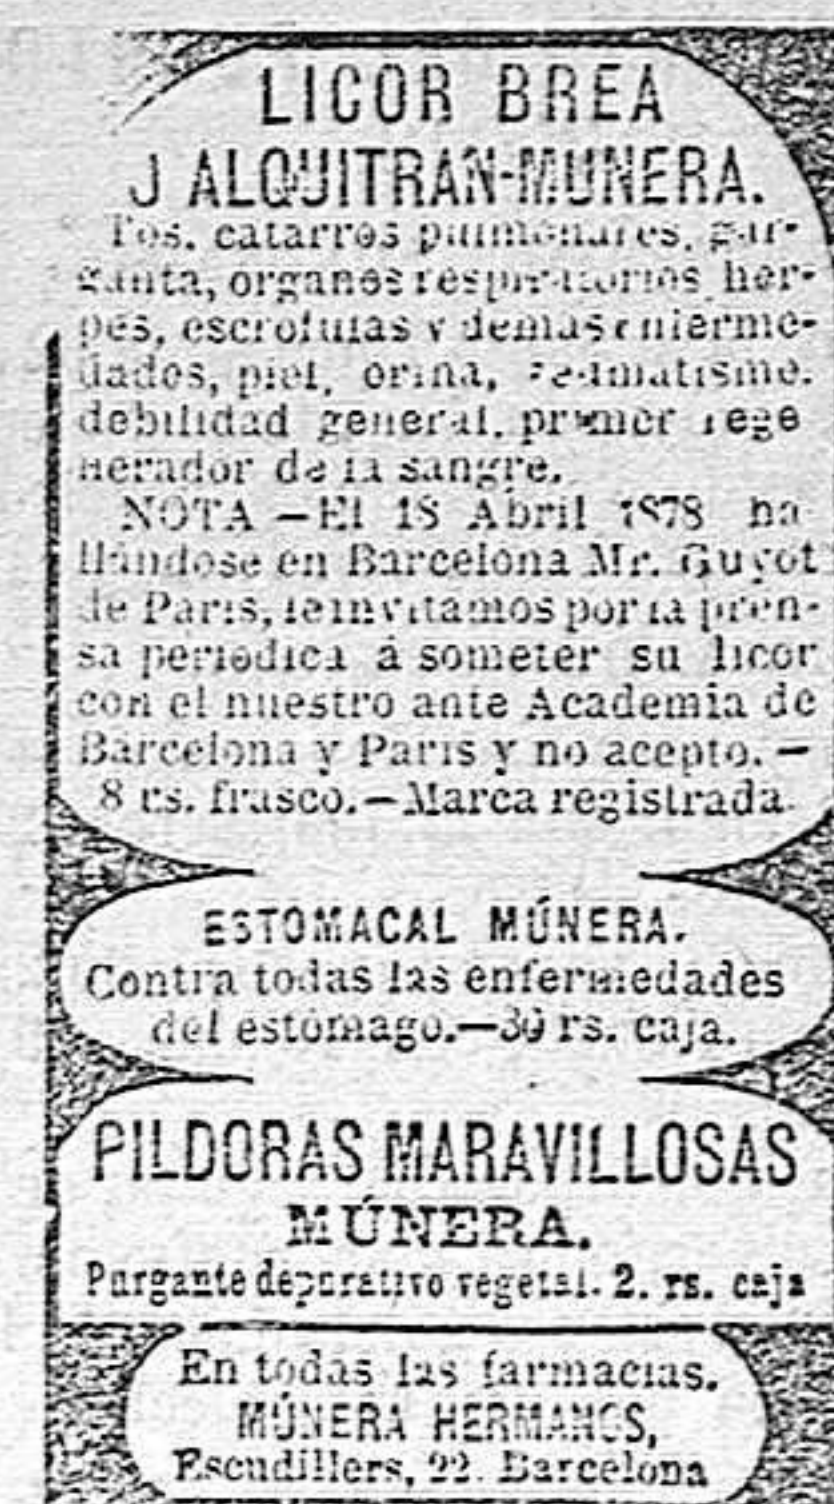 LICOR BREA
J ALQUITRAN-MUNERA.
Tos, catarros pulmonares, gar-
ganta, organos respiratorios, her-
pes, escrofulas y demas enferme-
dades, piel, orina, reumatismo,
debilidad general, primer rege
nerador de la sangre.
NOTA —El 18 Abril 1878 ha
llándose en Barcelona Mr. Guyot
de Paris, le invitamos por la pren-
sa periodica á someter su licor
con el nuestro ante Academia de
Barcelona y Paris y no acepto. —
8 rs. frasco.—Marca registrada.
ESTOMACAL MÚNERA.
Contra todas las enfermedades
del estomago.—30 rs. caja.
PILDORAS MARAVILLOSAS
MÚNERA.
Purgante depurativo vegetal. 2. rs. caja
En todas las farmacias.
MÚNERA HERMANOS,
Escudillers, 22. Barcelona